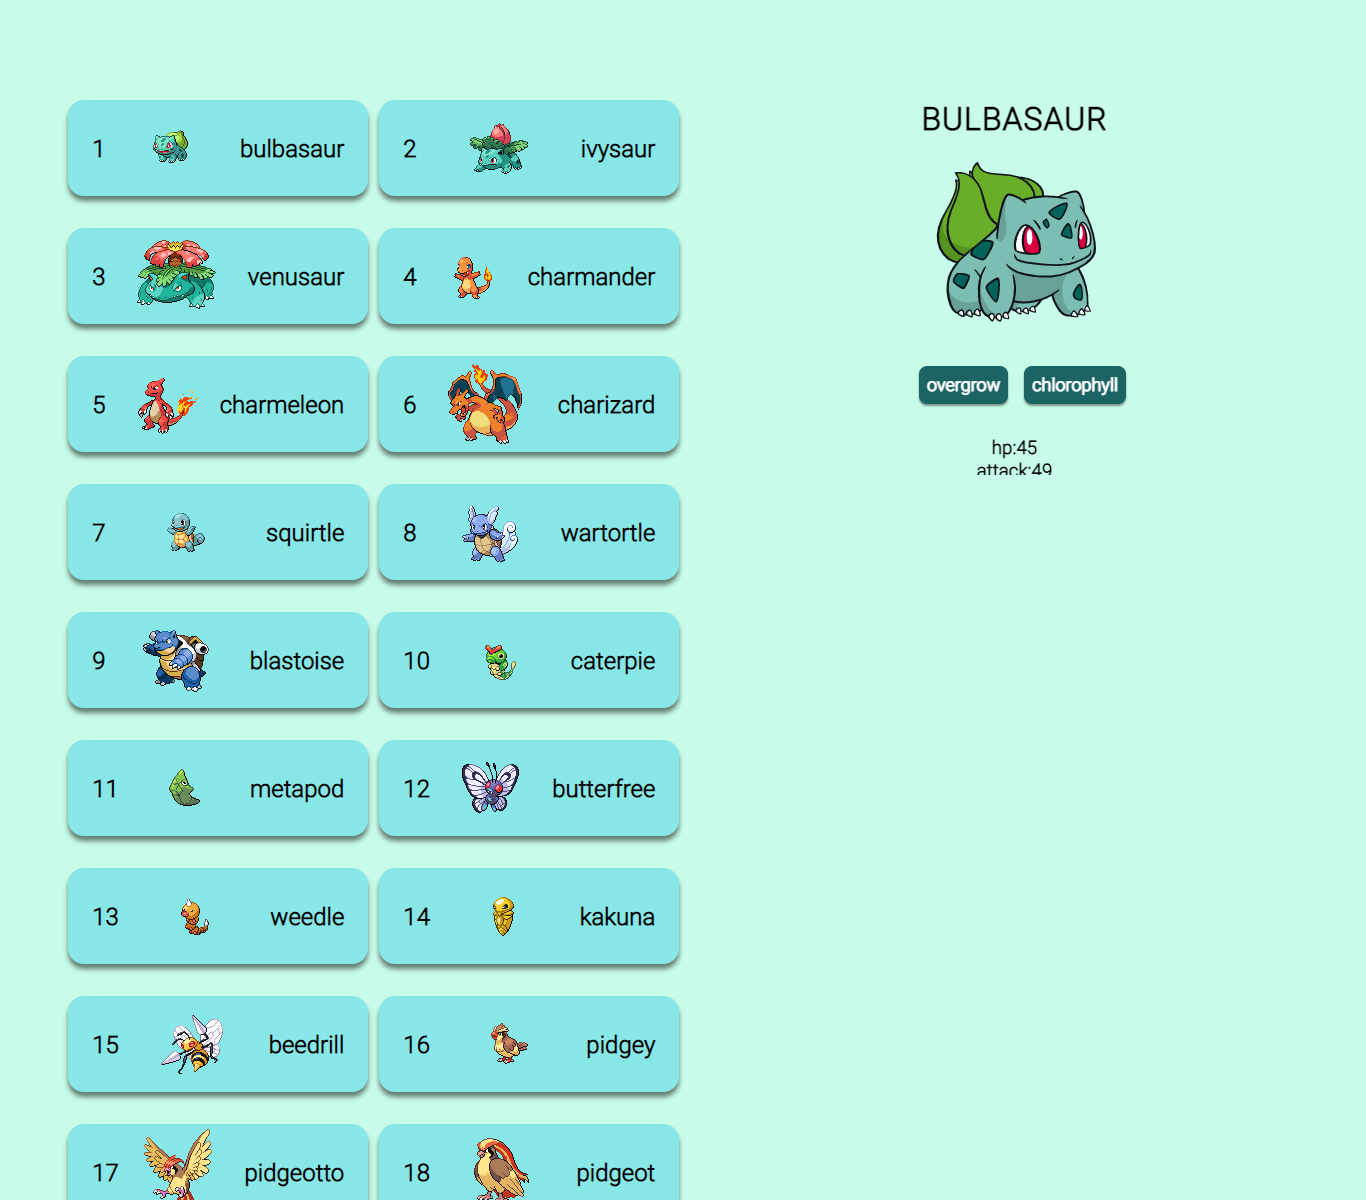 1 bulbasaur
2 ivysaur
3 venusaur
4 charmander
5 charmeleon
6 charizard
7 squirtle
8 wartortle
9 blastoise
10 caterpie
11 metapod
12 butterfree
13 weedle
14 kakuna
15 beedrill
16 pidgey
17 pidgeotto
18 pidgeot
BULBASAUR
overgrow chlorophyll
hp:45
attack:49